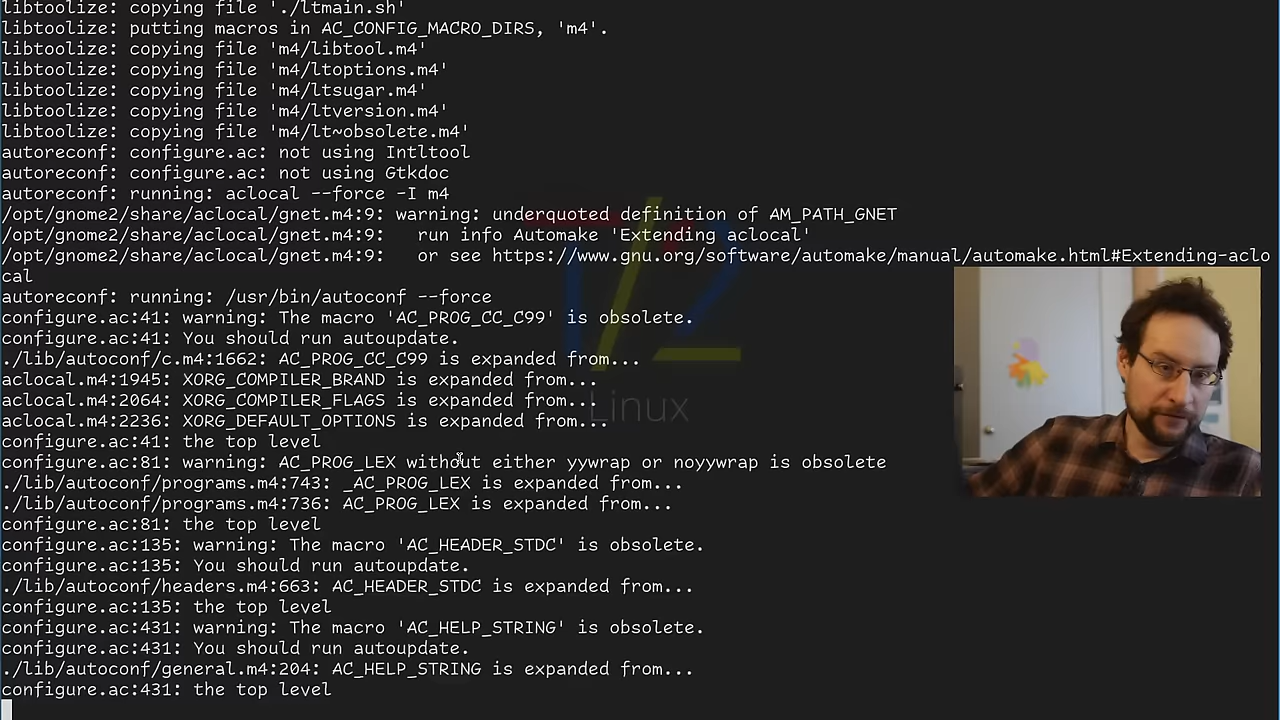 libtoolize: copying file './ltmain.sh'
libtoolize: putting macros in AC_CONFIG_MACRO_DIRS, 'm4'.
libtoolize: copying file 'm4/libtool.m4'
libtoolize: copying file 'm4/ltoptions.m4'
libtoolize: copying file 'm4/ltsugar.m4'
libtoolize: copying file 'm4/ltversion.m4'
libtoolize: copying file 'm4/lt~obsolete.m4'
autoreconf: configure.ac: not using Intltool
autoreconf: configure.ac: not using Gtkdoc
autoreconf: running: aclocal --force -I m4
/opt/gnome2/share/aclocal/gnet.m4:9: warning: underquoted definition of AM_PATH_GNET
/opt/gnome2/share/aclocal/gnet.m4:9:   run info Automake 'Extending aclocal'
/opt/gnome2/share/aclocal/gnet.m4:9:   or see https://www.gnu.org/software/automake/manual/automake.html#Extending-aclo
cal
autoreconf: running: /usr/bin/autoconf --force
configure.ac:41: warning: The macro 'AC_PROG_CC_C99' is obsolete.
configure.ac:41: You should run autoupdate.
./lib/autoconf/c.m4:1662: AC_PROG_CC_C99 is expanded from...
aclocal.m4:1945: XORG_COMPILER_BRAND is expanded from...
aclocal.m4:2064: XORG_COMPILER_FLAGS is expanded from...
Linux
aclocal.m4:2236: XORG_DEFAULT_OPTIONS is expanded from...
configure.ac:41: the top level
configure.ac:81: warning: AC_PROG_LEX without either yywrap or noyywrap is obsolete
./lib/autoconf/programs.m4:743: _AC_PROG_LEX is expanded from...
./lib/autoconf/programs.m4:736: AC_PROG_LEX is expanded from...
configure.ac:81: the top level
configure.ac:135: warning: The macro 'AC_HEADER_STDC' is obsolete.
configure.ac:135: You should run autoupdate.
./lib/autoconf/headers.m4:663: AC_HEADER_STDC is expanded from...
configure.ac:135: the top level
configure.ac:431: warning: The macro 'AC_HELP_STRING' is obsolete.
configure.ac:431: You should run autoupdate.
./lib/autoconf/general.m4:204: AC_HELP_STRING is expanded from...
configure.ac:431: the top level